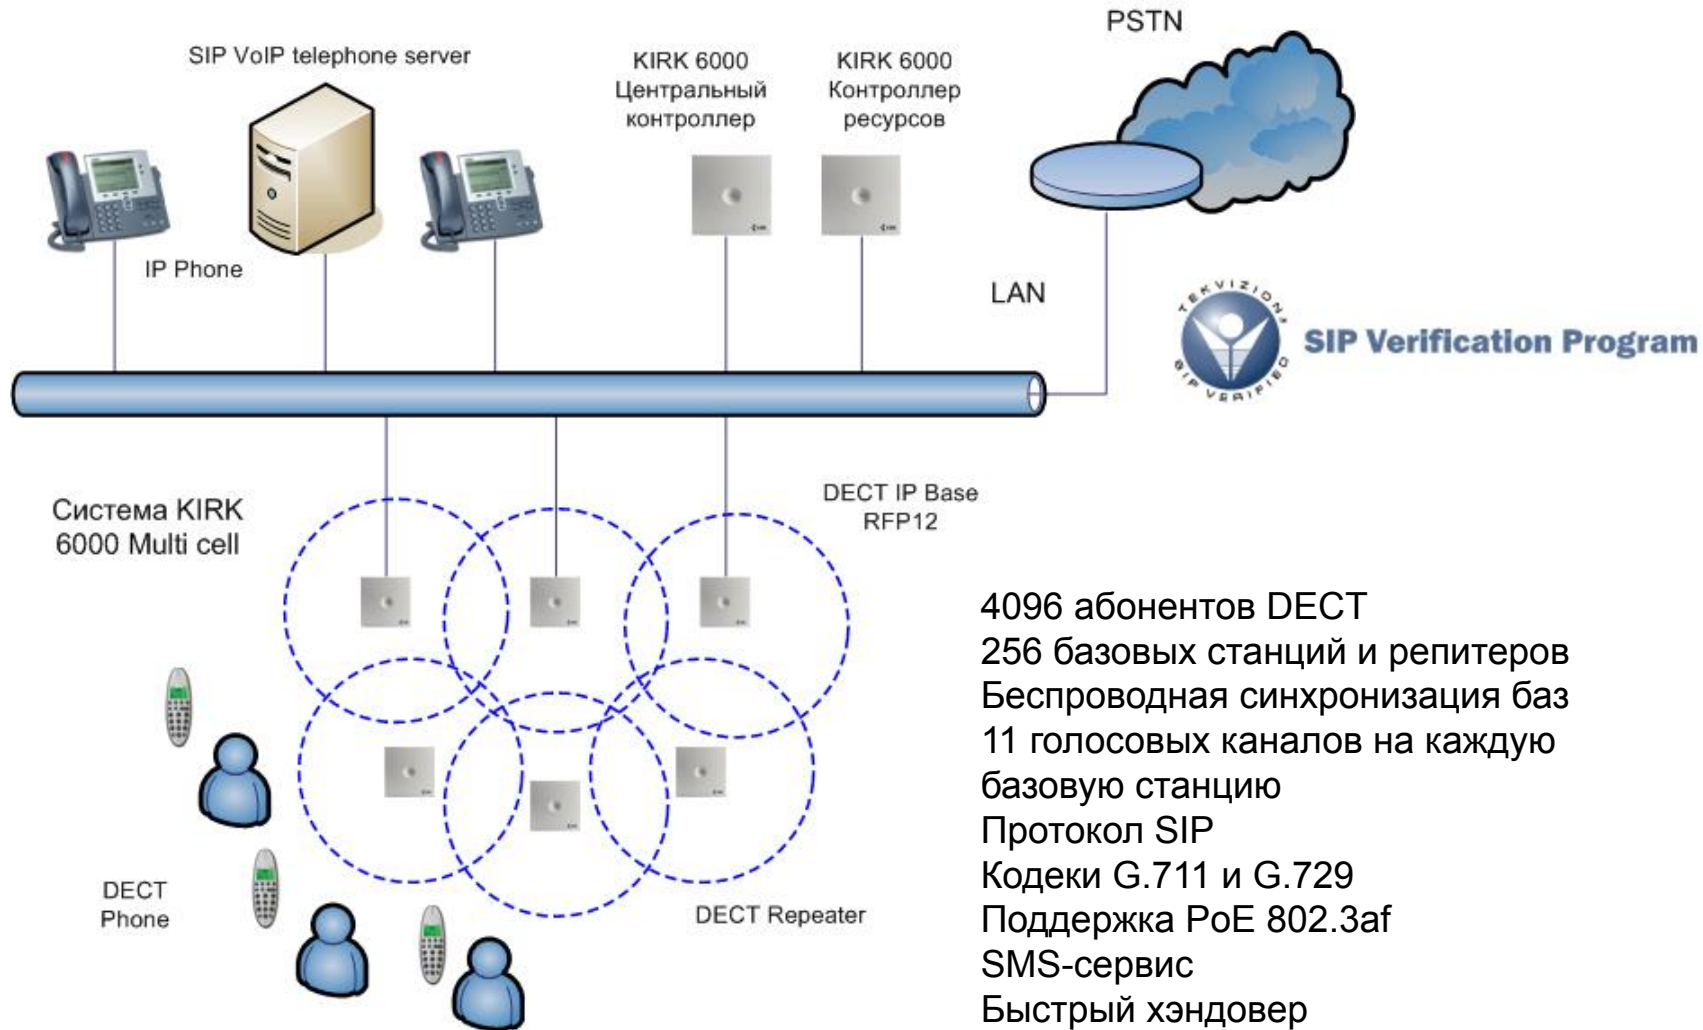 PSTN
SIP VoIP telephone server
KIRK 6000
Центральный
контроллер
KIRK 6000
Контроллер
ресурсов
IP Phone
LAN
TEKVIZION
SIP VERIFIED
SIP Verification Program
Система KIRK
6000 Multi cell
DECT IP Base
RFP12
4096 абонентов DECT
256 базовых станций и репитеров
Беспроводная синхронизация баз
11 голосовых каналов на каждую
базовую станцию
Протокол SIP
Кодеки G.711 и G.729
Поддержка PoE 802.3af
SMS-сервис
Быстрый хэндовер
DECT
Phone
DECT Repeater